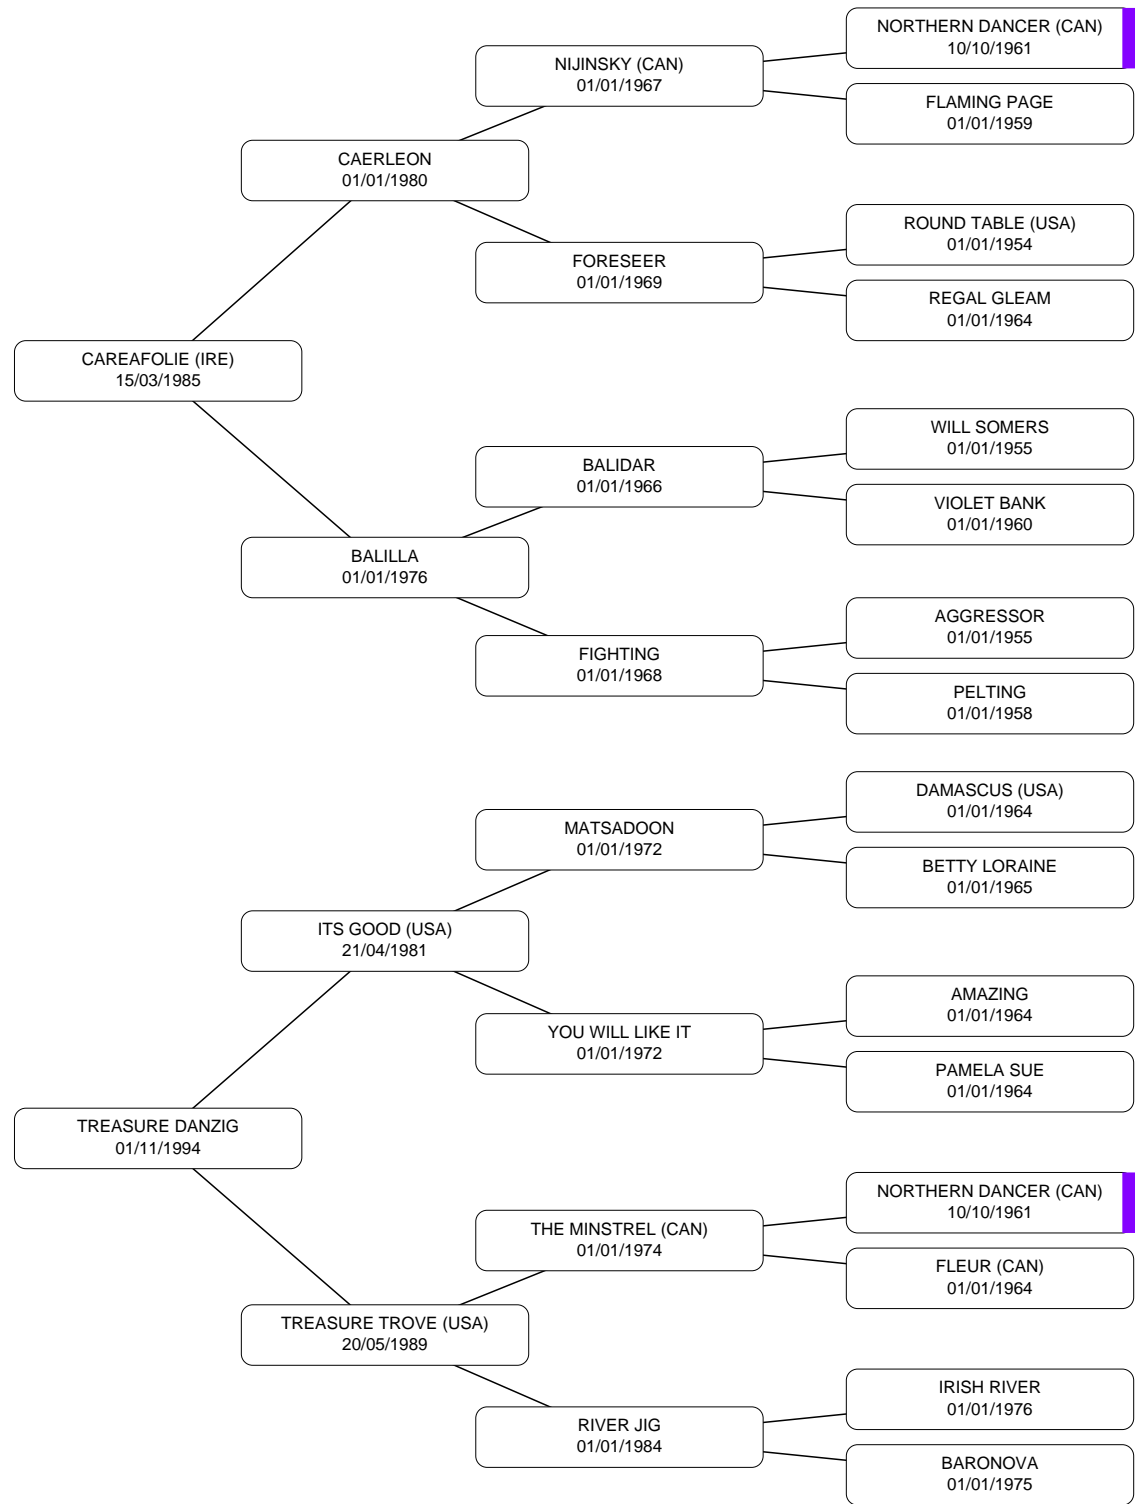 NORTHERN DANCER (CAN)
10/10/1961
NIJINSKY (CAN)
01/01/1967
FLAMING PAGE
01/01/1959
CAERLEON
01/01/1980
ROUND TABLE (USA)
01/01/1954
FORESEER
01/01/1969
REGAL GLEAM
01/01/1964
CAREAFOLIE (IRE)
15/03/1985
WILL SOMERS
01/01/1955
BALIDAR
01/01/1966
VIOLET BANK
01/01/1960
BALILLA
01/01/1976
AGGRESSOR
01/01/1955
FIGHTING
01/01/1968
PELTING
01/01/1958
DAMASCUS (USA)
01/01/1964
MATSADOON
01/01/1972
BETTY LORAINE
01/01/1965
ITS GOOD (USA)
21/04/1981
AMAZING
01/01/1964
YOU WILL LIKE IT
01/01/1972
PAMELA SUE
01/01/1964
TREASURE DANZIG
01/11/1994
NORTHERN DANCER (CAN)
10/10/1961
THE MINSTREL (CAN)
01/01/1974
FLEUR (CAN)
01/01/1964
TREASURE TROVE (USA)
20/05/1989
IRISH RIVER
01/01/1976
RIVER JIG
01/01/1984
BARONOVA
01/01/1975